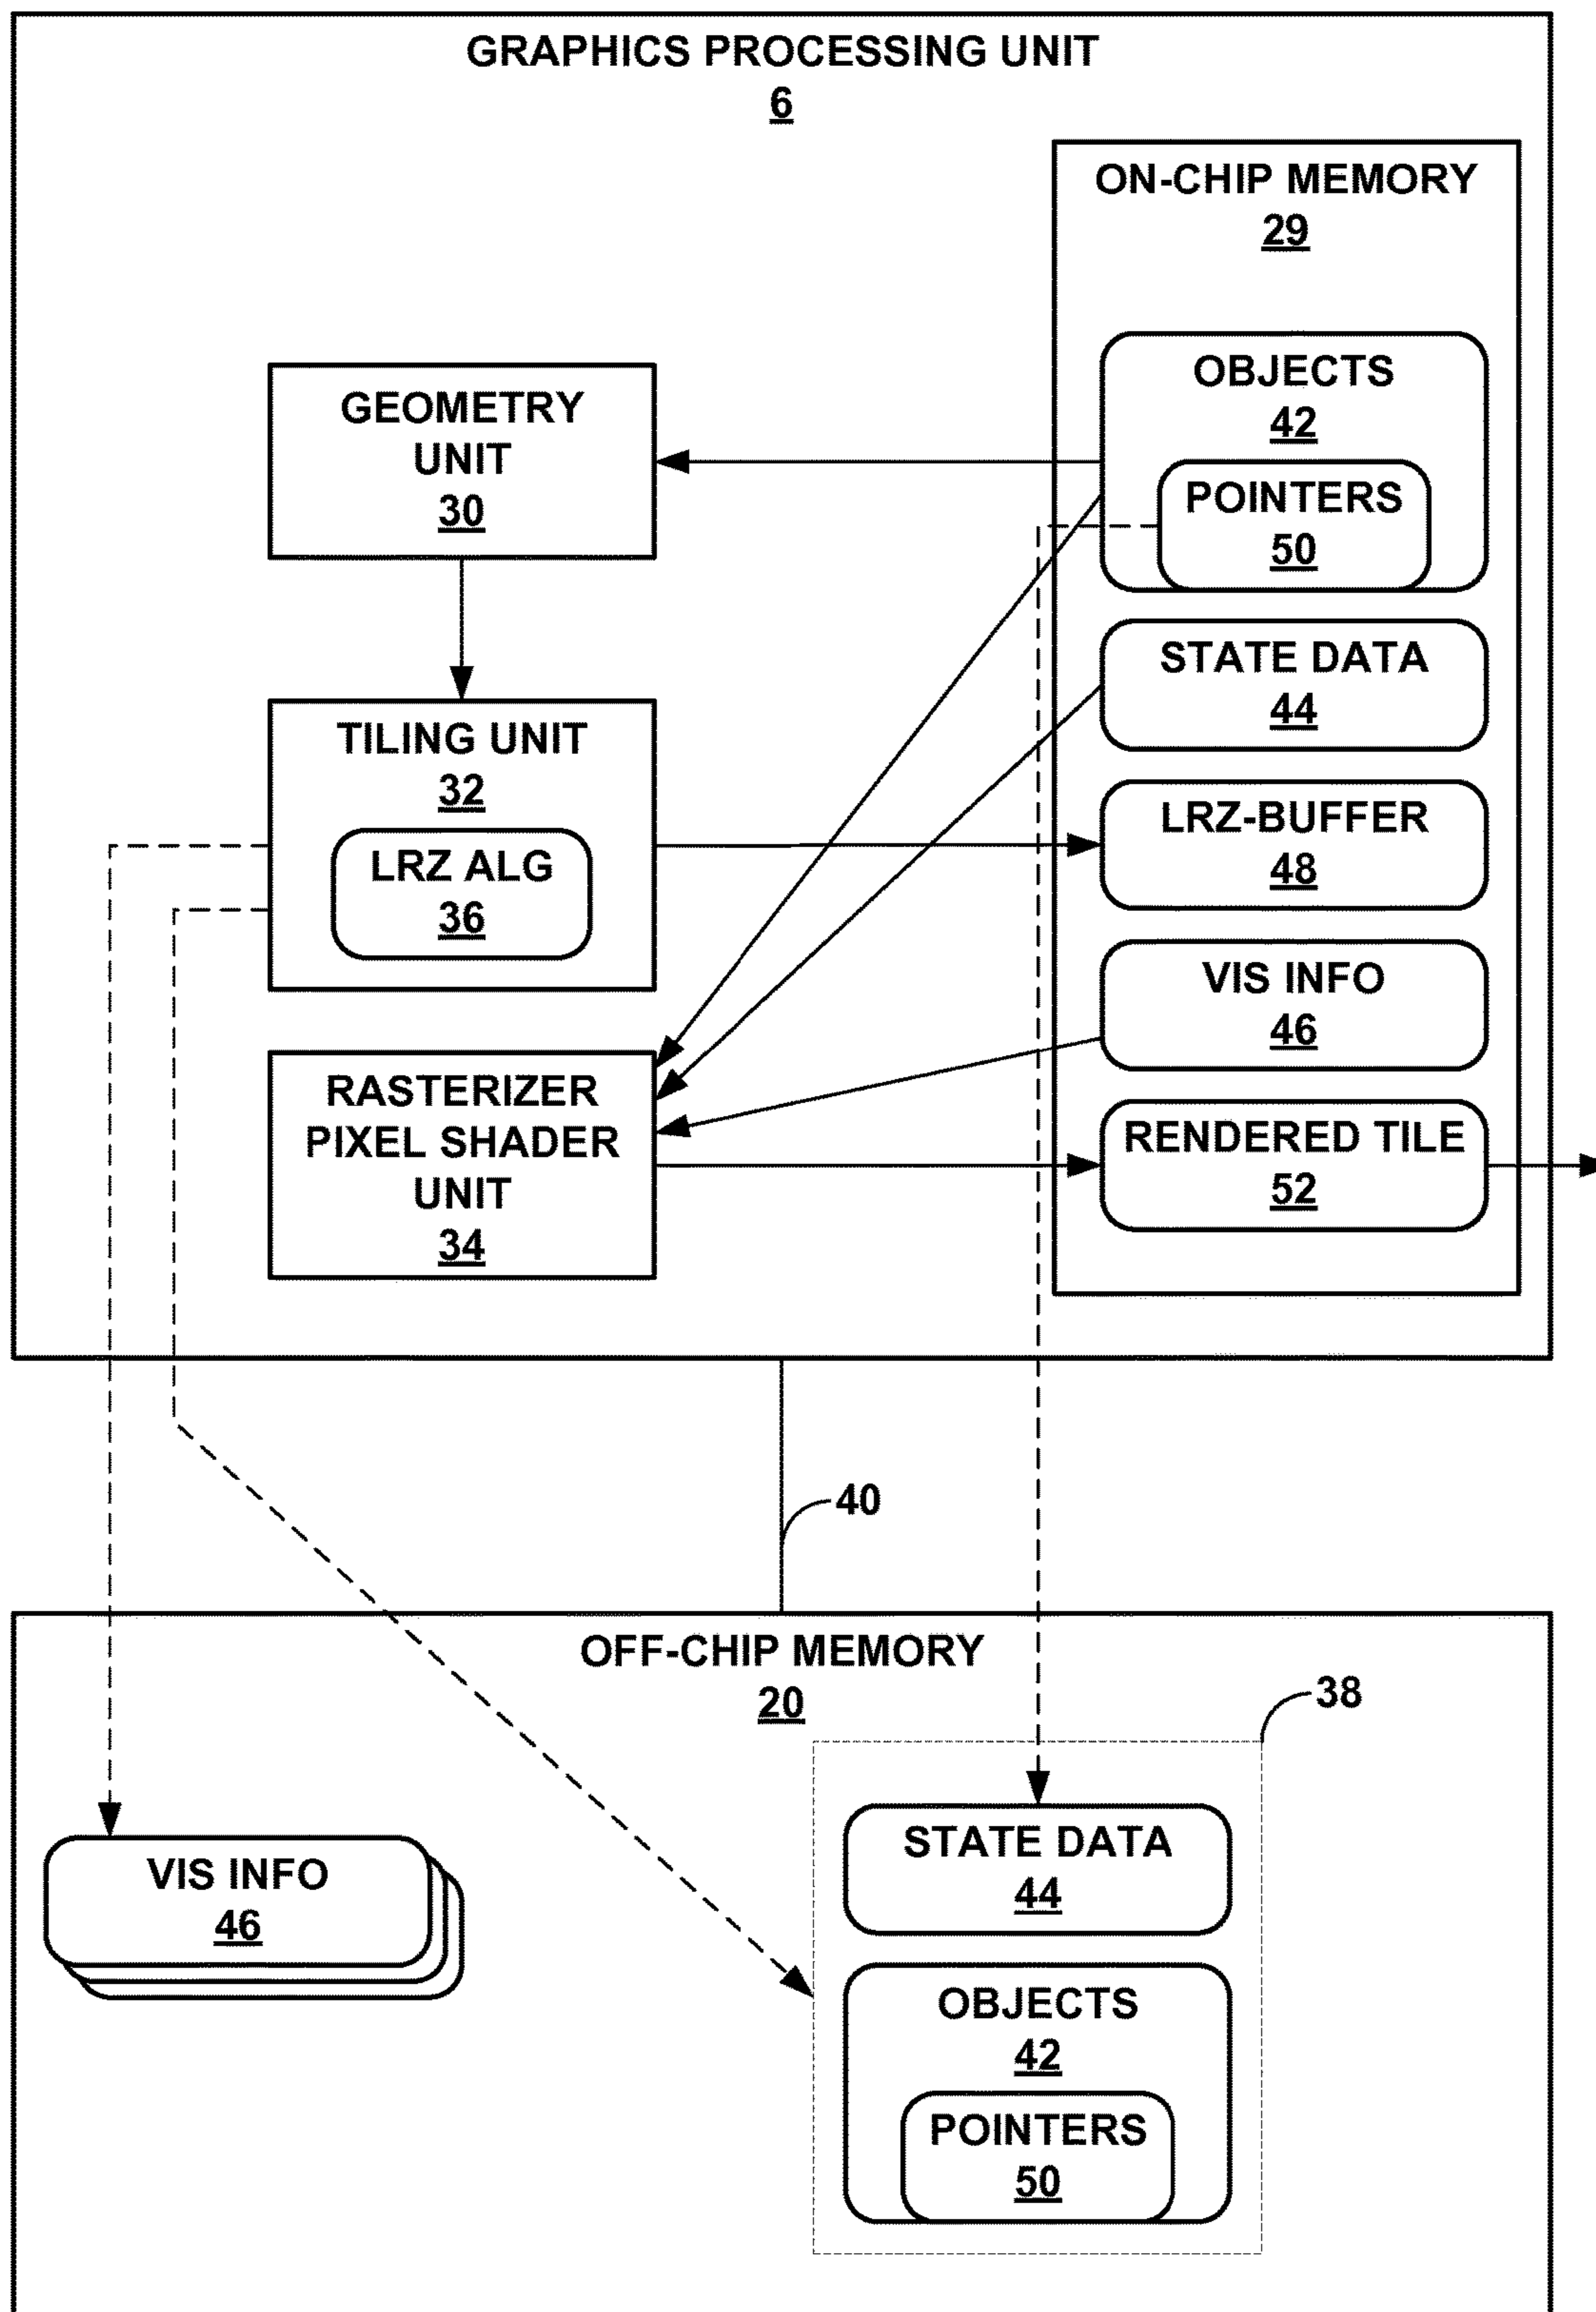 GRAPHICS PROCESSING UNIT
6
ON-CHIP MEMORY
29
OBJECTS
42
POINTERS
50
GEOMETRY
UNIT
30
STATE DATA
44
TILING UNIT
32
LRZ ALG
36
LRZ-BUFFER
48
VIS INFO
46
RASTERIZER
PIXEL SHADER
UNIT
34
RENDERED TILE
52
40
OFF-CHIP MEMORY
20
38
STATE DATA
44
VIS INFO
46
OBJECTS
42
POINTERS
50